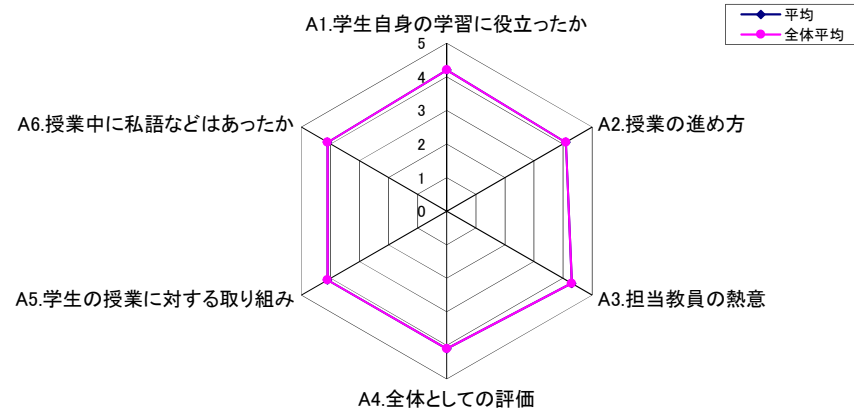 平均
全体平均
A1.学生自身の学習に役立ったか
5
4
3
2
1
0
A2.授業の進め方
A3.担当教員の熱意
A4.全体としての評価
A5.学生の授業に対する取り組み
A6.授業中に私語などはあったか